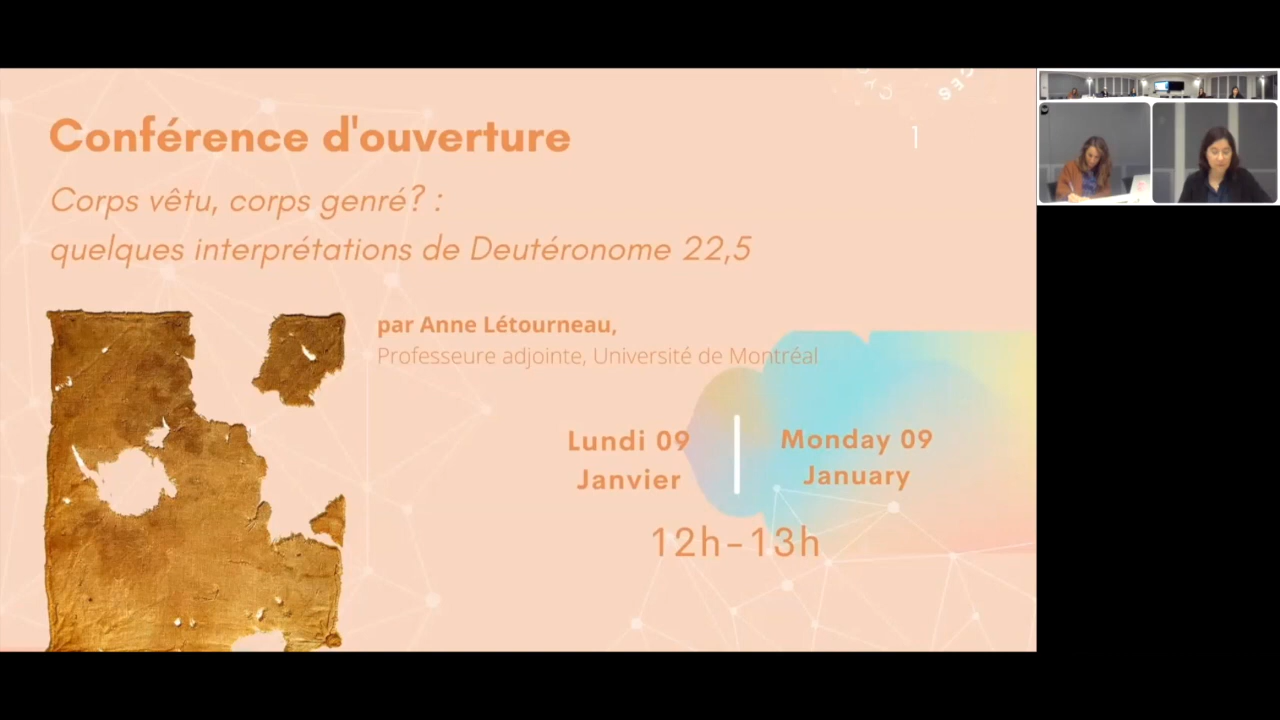 Conférence d'ouverture
1
Corps vêtu, corps genré? :
quelques interprétations de Deutéronome 22,5
par Anne Létourneau,
Professeure adjointe, Université de Montréal
Lundi 09
Janvier
Monday 09
January
12h-13h